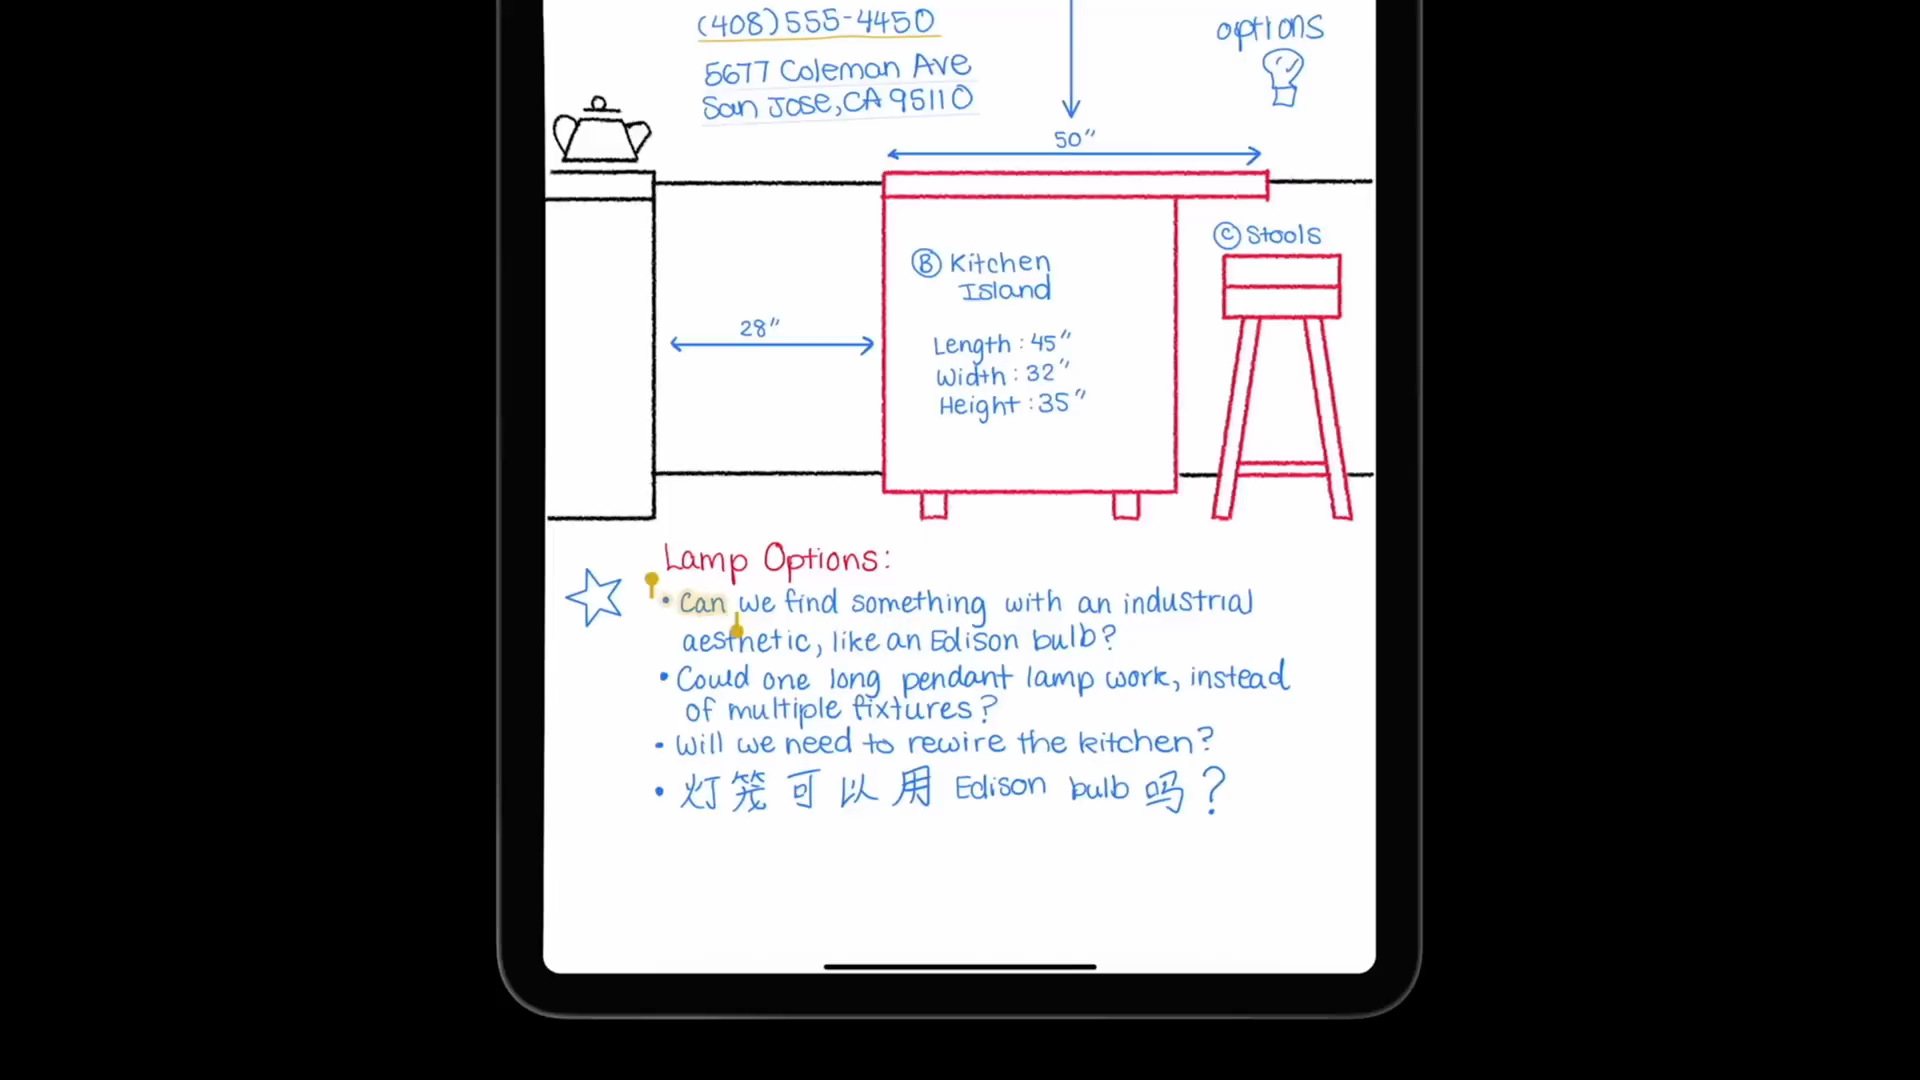 (408)555-4450
5677 Coleman Ave
San Jose, CA 95110
options
50"
Ⓒ Stools
Ⓑ Kitchen
Island
28"
Length : 45"
Width : 32"
Height : 35"
Lamp Options:
• Can we find something with an industrial
aesthetic, like an Edison bulb?
• Could one long pendant lamp work, instead
of multiple fixtures?
- Will we need to rewire the kitchen?
• 灯笼可以用 Edison bulb 吗?